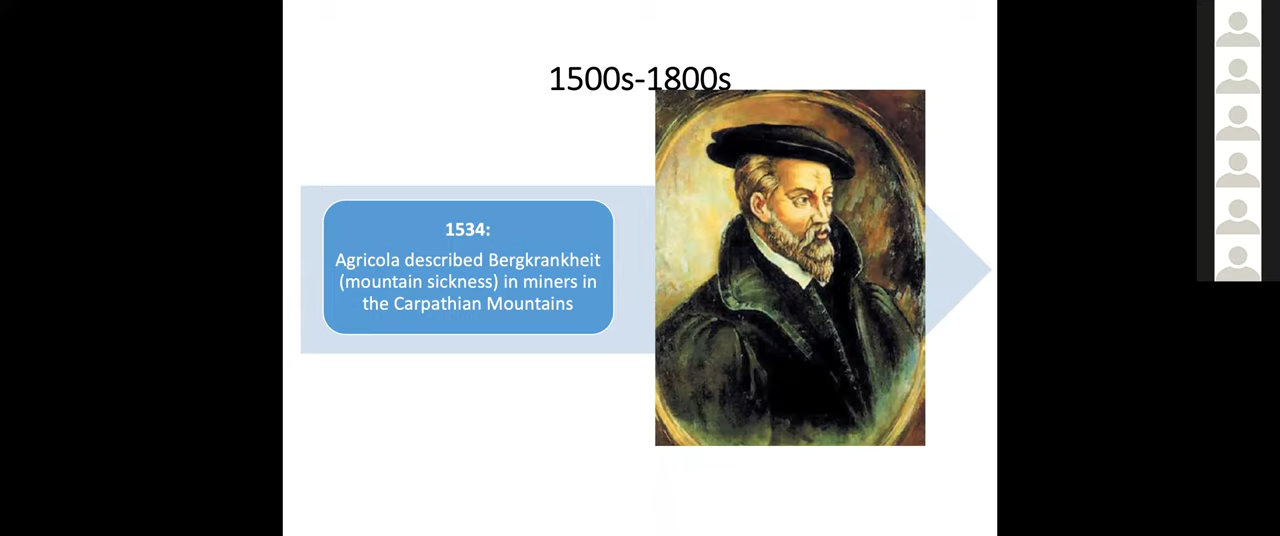 1500s-1800s
1534:
Agricola described Bergkrankheit
(mountain sickness) in miners in
the Carpathian Mountains